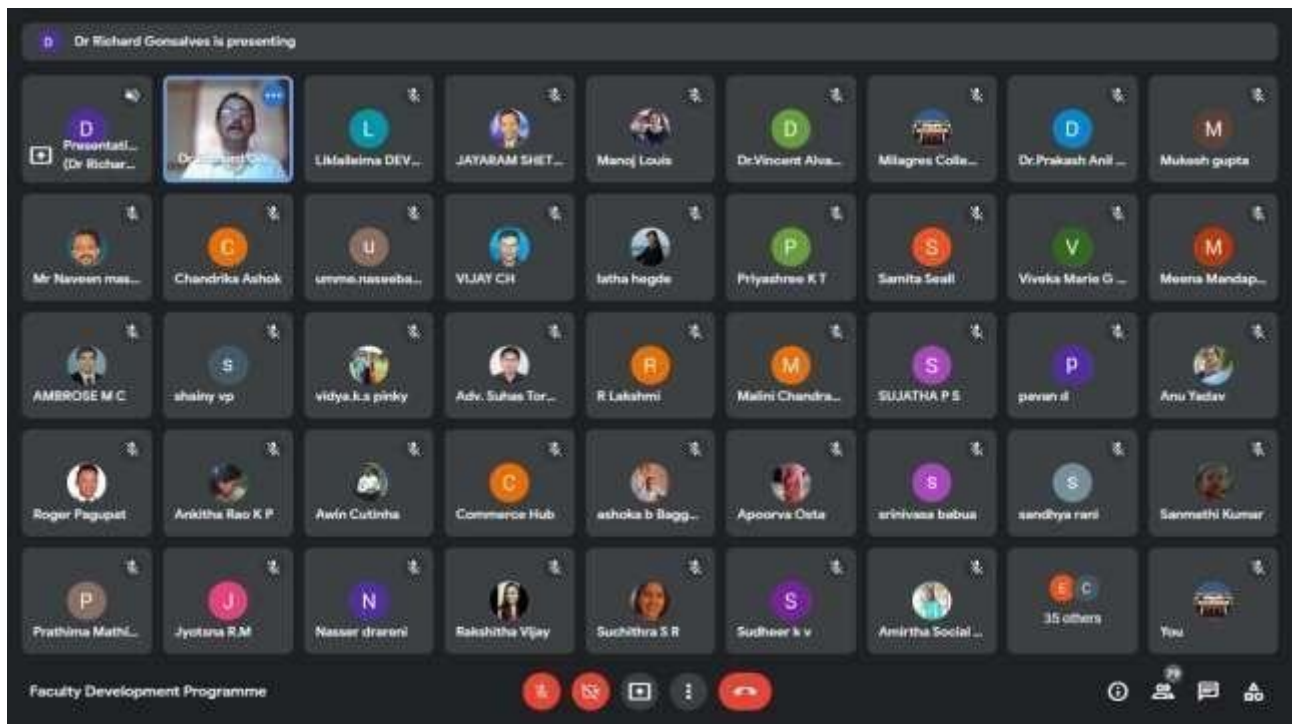 D Dr Richard Gonsalves is presenting
D
Presentati...
(Dr Richar...
L
Liklaileima DEV...
JAYARAM SHET...
Manoj Louis
D
Dr.Vincent Alva...
Milagres Colle...
D
Dr.Prakash Anil ...
M
Mukesh gupta
Mr Naveen mas...
C
Chandrika Ashok
u
umme.naseeba...
VIJAY CH
latha hegde
P
Priyashree K T
S
Samita Seall
V
Viveka Marie G ...
M
Meena Mandap...
AMBROSE M C
s
shainy vp
vidya.k.s pinky
Adv. Suhas Tor...
R
R Lakshmi
M
Malini Chandra...
S
SUJATHA P S
p
pavan d
Anu Yadav
Roger Pagupat
Ankitha Rao K P
Awin Cutinha
C
Commerce Hub
ashoka b Bagg...
Apoorva Osta
s
srinivasa babua
s
sandhya rani
Sanmathi Kumar
P
Prathima Mathi...
J
Jyotsna R.M
N
Nasser drareni
Rakshitha Vijay
Suchithra S R
S
Sudheer k v
Amirtha Social ...
E C
35 others
You
Faculty Development Programme
79